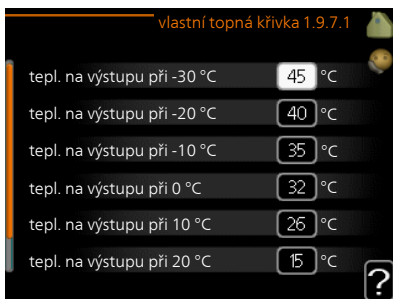 vlastní topná křivka 1.9.7.1
tepl. na výstupu při -30 °C 45 °C
tepl. na výstupu při -20 °C 40 °C
tepl. na výstupu při -10 °C 35 °C
tepl. na výstupu při 0 °C 32 °C
tepl. na výstupu při 10 °C 26 °C
tepl. na výstupu při 20 °C 15 °C
?